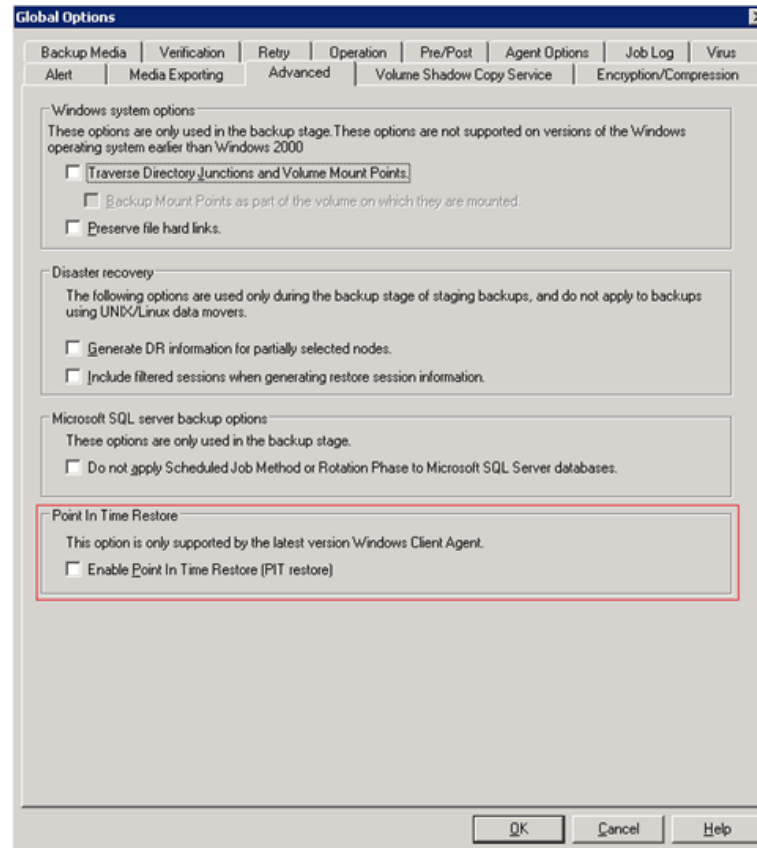 Global Options
Backup Media
Verification
Retry
Operation
Pre/Post
Agent Options
Job Log
Virus
Alert
Media Exporting
Advanced
Volume Shadow Copy Service
Encryption/Compression
Windows system options
These options are only used in the backup stage.These options are not supported on versions of the Windows
operating system earlier than Windows 2000
Traverse Directory Junctions and Volume Mount Points.
Backup Mount Points as part of the volume on which they are mounted.
Preserve file hard links.
Disaster recovery
The following options are used only during the backup stage of staging backups, and do not apply to backups
using UNIX/Linux data movers.
Generate DR information for partially selected nodes.
Include filtered sessions when generating restore session information.
Microsoft SQL server backup options
These options are only used in the backup stage.
Do not apply Scheduled Job Method or Rotation Phase to Microsoft SQL Server databases.
Point In Time Restore
This option is only supported by the latest version Windows Client Agent.
Enable Point In Time Restore (PIT restore)
OK
Cancel
Help